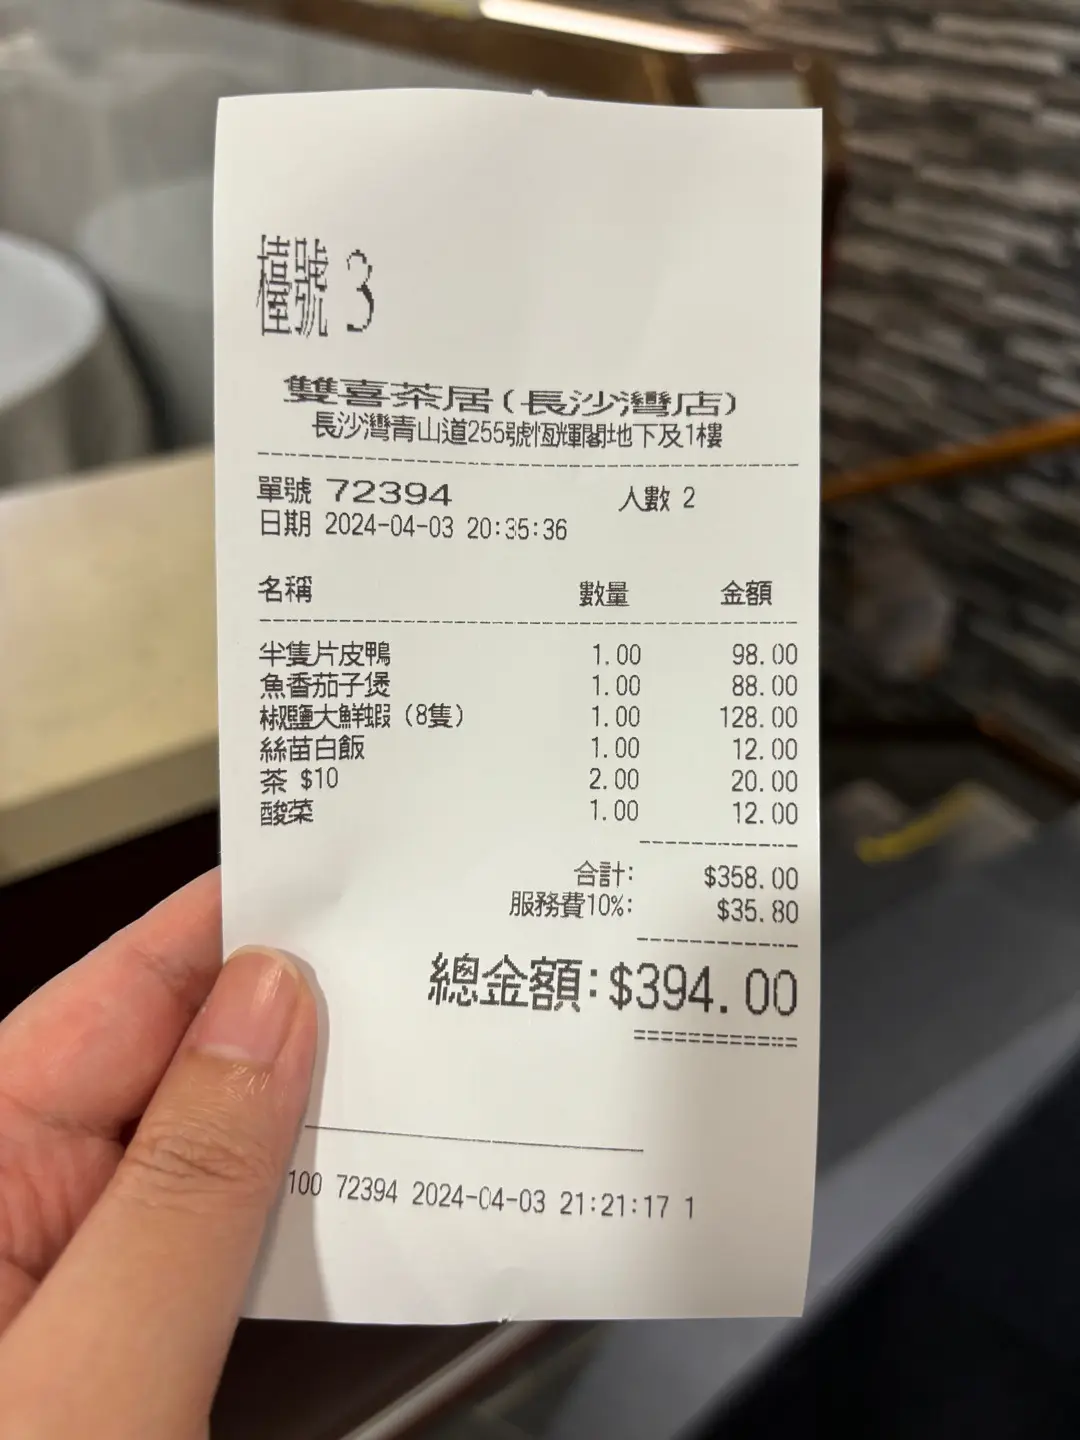 檯號 3
雙喜茶居(長沙灣店)
長沙灣青山道255號恆輝閣地下及1樓
單號 72394 人數 2
日期 2024-04-03 20:35:36
名稱 數量 金額
半隻片皮鴨 1.00 98.00
魚香茄子煲 1.00 88.00
椒鹽大鮮蝦（8隻） 1.00 128.00
絲苗白飯 1.00 12.00
茶 $10 2.00 20.00
酸菜 1.00 12.00
合計: $358.00
服務費10%: $35.80
總金額:$394.00
100 72394 2024-04-03 21:21:17 1